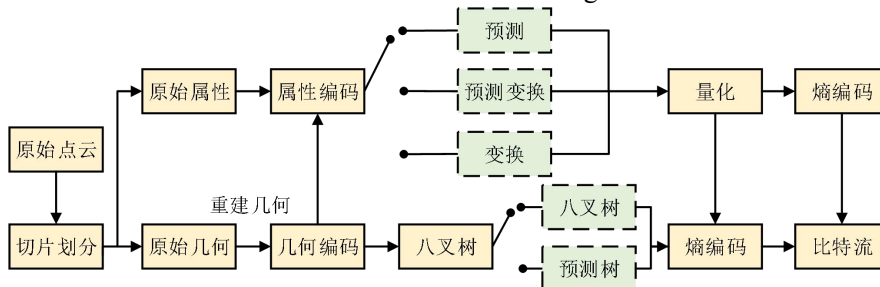 预测
原始属性
属性编码
预测变换
量化
熵编码
原始点云
变换
重建几何
八叉树
切片划分
原始几何
几何编码
八叉树
熵编码
比特流
预测树